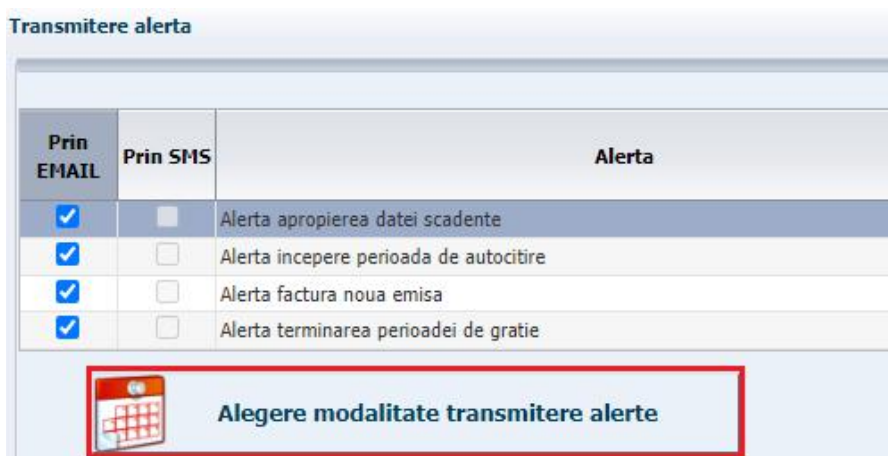 Transmitere alerta
Prin EMAIL Prin SMS Alerta
Alerta apropierea datei scadente
Alerta incepere perioada de autocitire
Alerta factura noua emisa
Alerta terminarea perioadei de gratie
Alegere modalitate transmitere alerte